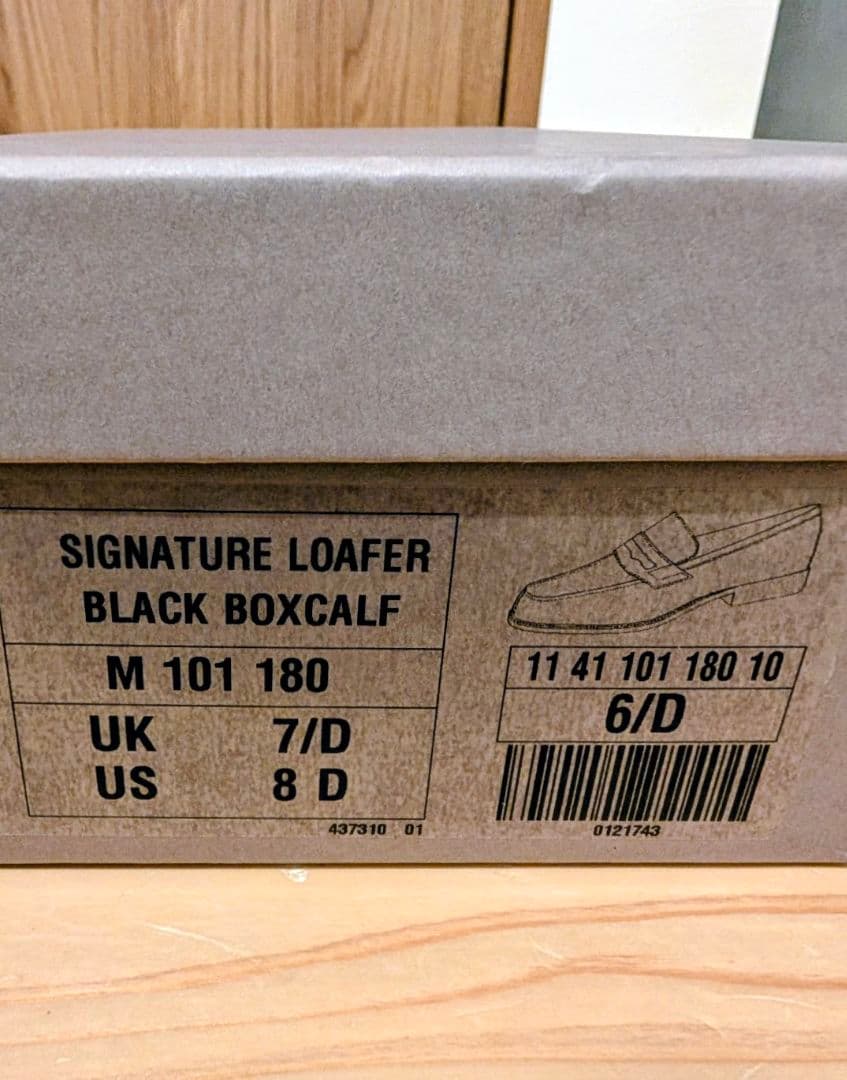 SIGNATURE LOAFER
BLACK BOXCALF
M 101 180
UK 7/D
US 8 D
437310 01
11 41 101 180 10
6/D
0121743